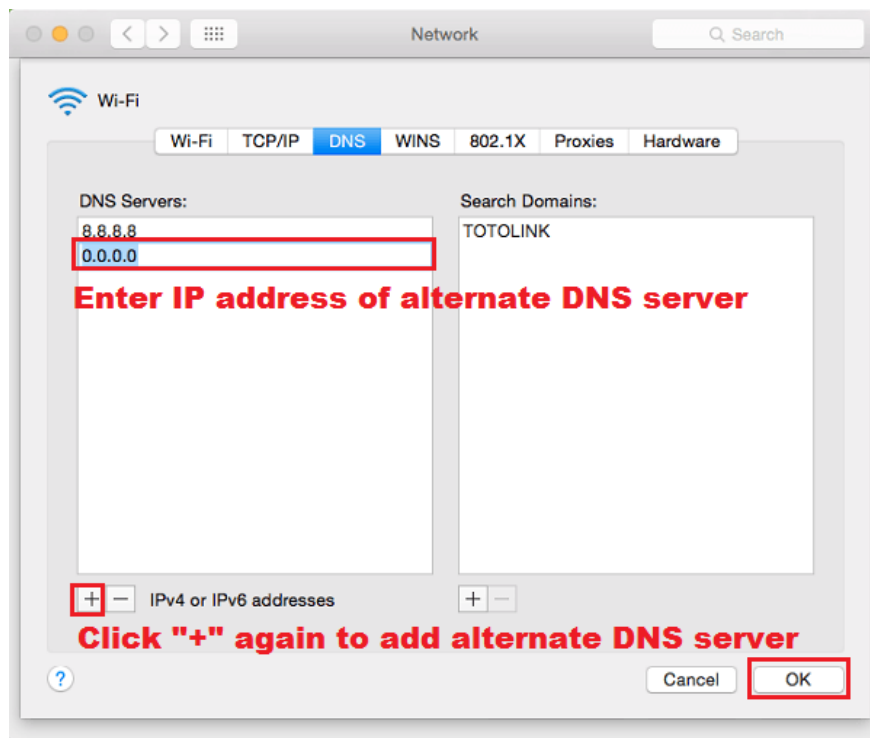 Network
Search
Wi-Fi
Wi-Fi TCP/IP DNS WINS 802.1X Proxies Hardware
DNS Servers:
Search Domains:
8.8.8.8
TOTOLINK
0.0.0.0
Enter IP address of alternate DNS server
+ − IPv4 or IPv6 addresses
+ −
Click "+" again to add alternate DNS server
? Cancel OK